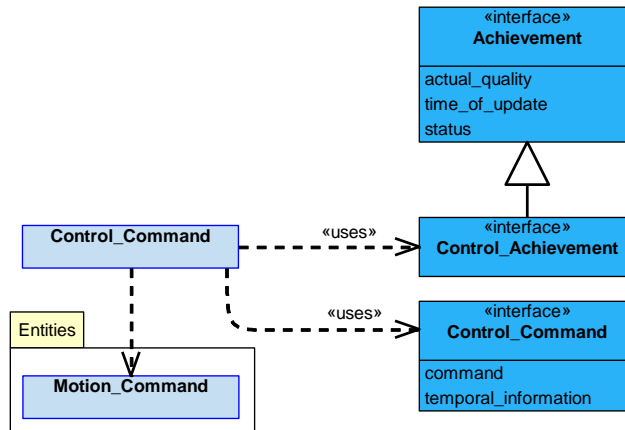 «interface»
Achievement
actual_quality
time_of_update
status
Control_Command
«uses»
«interface»
Control_Achievement
«uses»
«interface»
Control_Command
command
temporal_information
Entities
Motion_Command